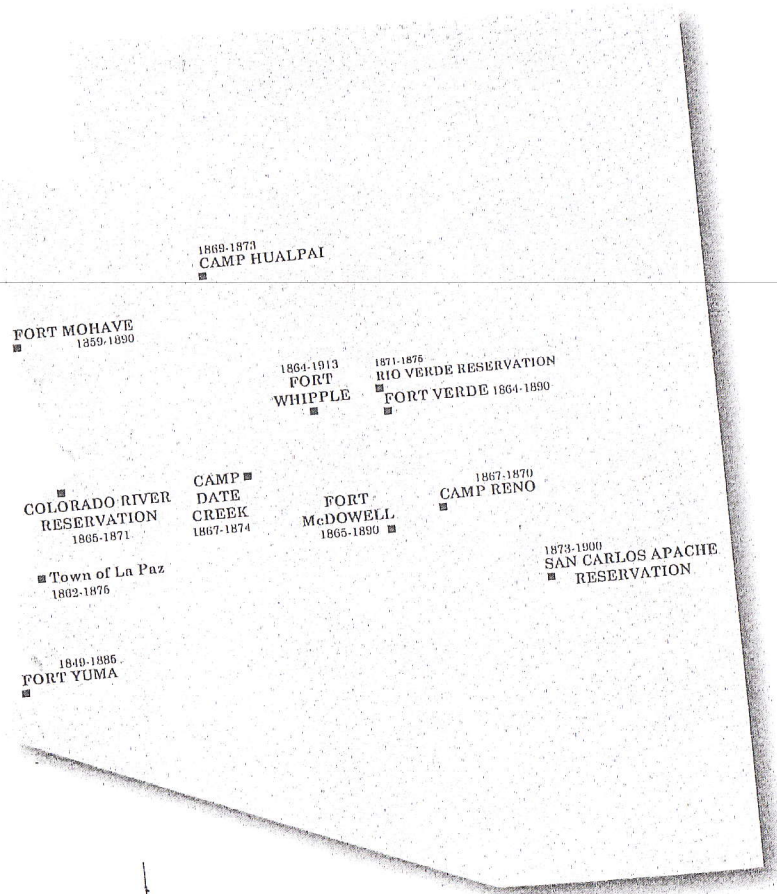 1869-1873
CAMP HUALPAI
FORT MOHAVE
1859-1890
1864-1913
FORT
WHIPPLE
1871-1875
RIO VERDE RESERVATION
FORT VERDE 1864-1890
COLORADO RIVER
RESERVATION
1865-1871
CAMP
DATE
CREEK
1867-1874
FORT
McDOWELL
1865-1890
1867-1870
CAMP RENO
1873-1900
SAN CARLOS APACHE
RESERVATION
Town of La Paz
1862-1875
1849-1885
FORT YUMA